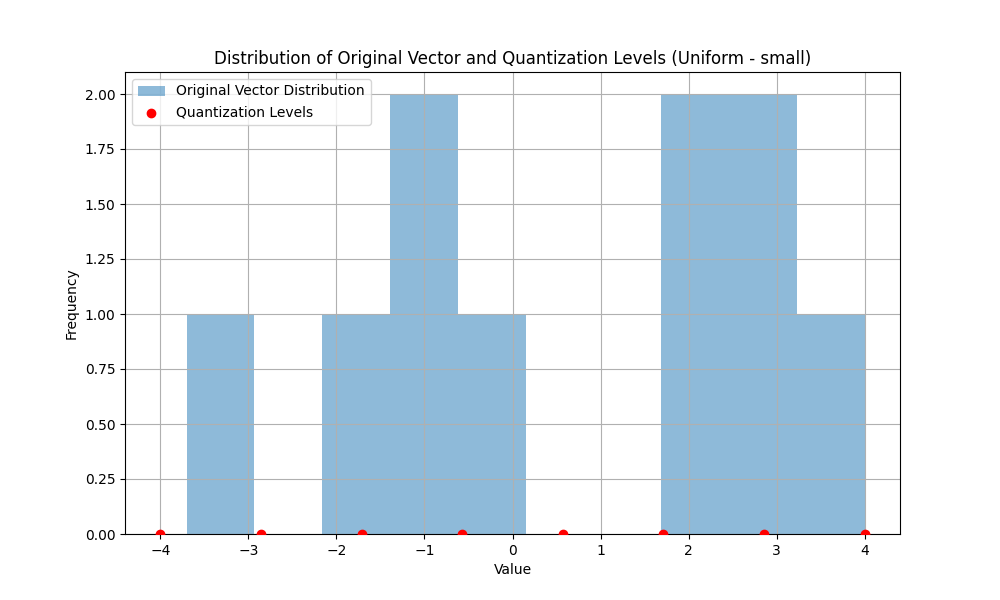 Distribution of Original Vector and Quantization Levels (Uniform - small)
Original Vector Distribution
Quantization Levels
Frequency
2.00
1.75
1.50
1.25
1.00
0.75
0.50
0.25
0.00
−4 −3 −2 −1 0 1 2 3 4
Value